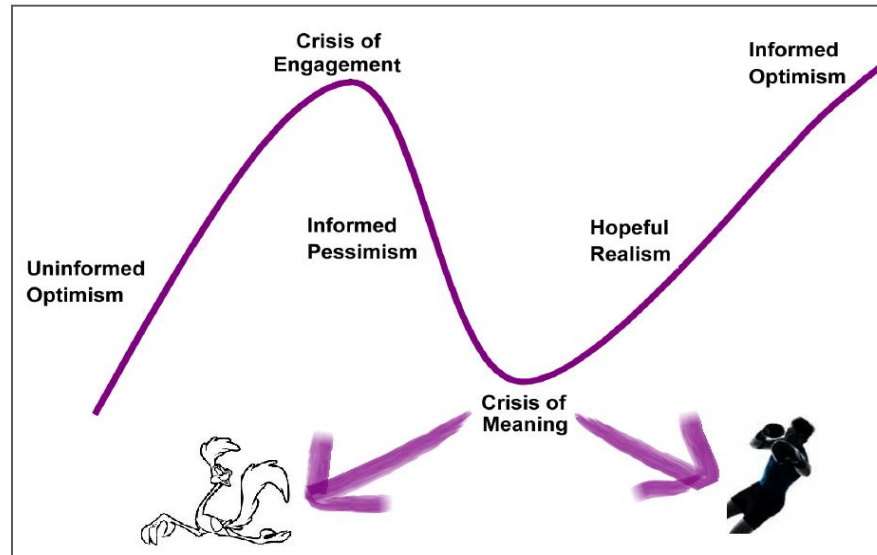 Crisis of
Engagement
Informed
Optimism
Informed
Pessimism
Hopeful
Realism
Uninformed
Optimism
Crisis of
Meaning